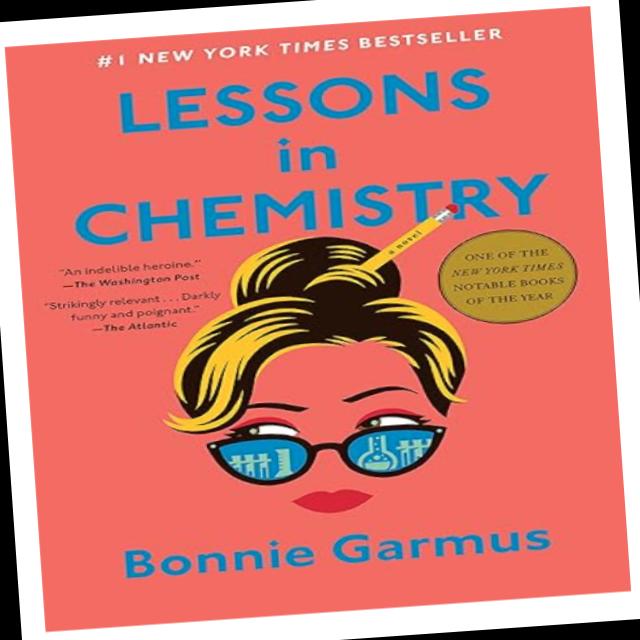 #1 NEW YORK TIMES BESTSELLER
LESSONS
in
CHEMISTRY
a novel
"An indelible heroine."
—The Washington Post
"Strikingly relevant . . . Darkly
funny and poignant."
—The Atlantic
ONE OF THE
NEW YORK TIMES
NOTABLE BOOKS
OF THE YEAR
Bonnie Garmus